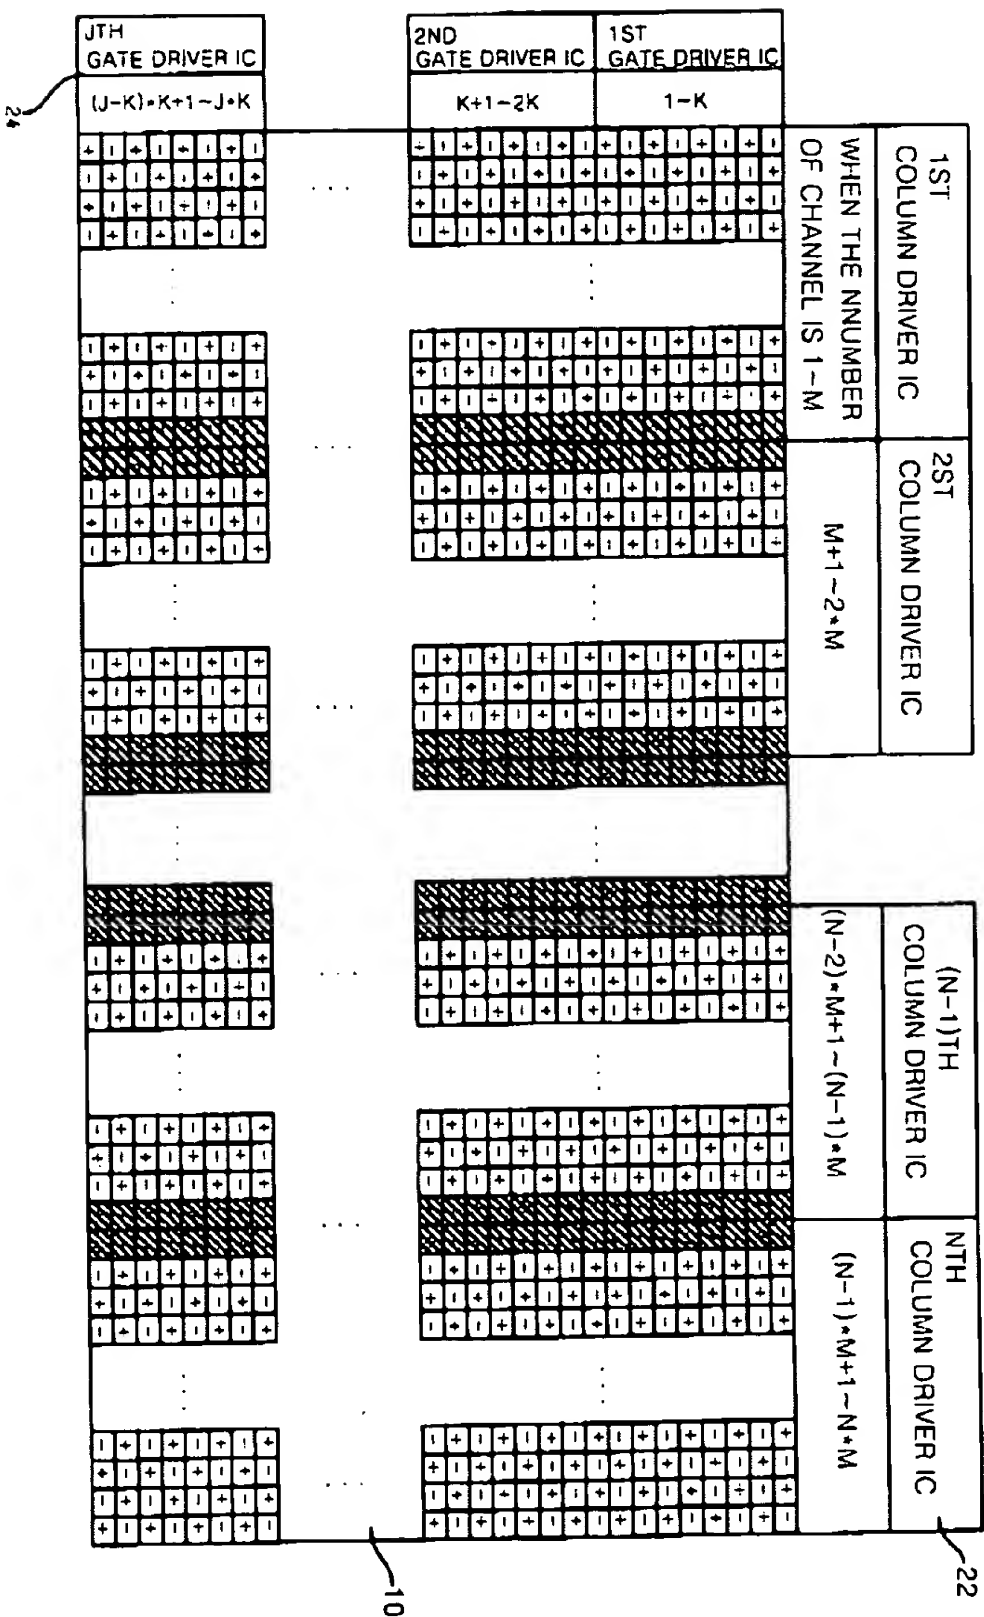 1ST
COLUMN DRIVER IC
2ST
COLUMN DRIVER IC
(N-1)TH
COLUMN DRIVER IC
NTH
COLUMN DRIVER IC
22
WHEN THE NNUMBER
OF CHANNEL IS 1~M
M+1~2*M
(N-2)*M+1~(N-1)*M
(N-1)*M+1~N*M
1ST
GATE DRIVER IC
1~K
2ND
GATE DRIVER IC
K+1~2K
JTH
GATE DRIVER IC
(J-K)*K+1~J*K
24
10